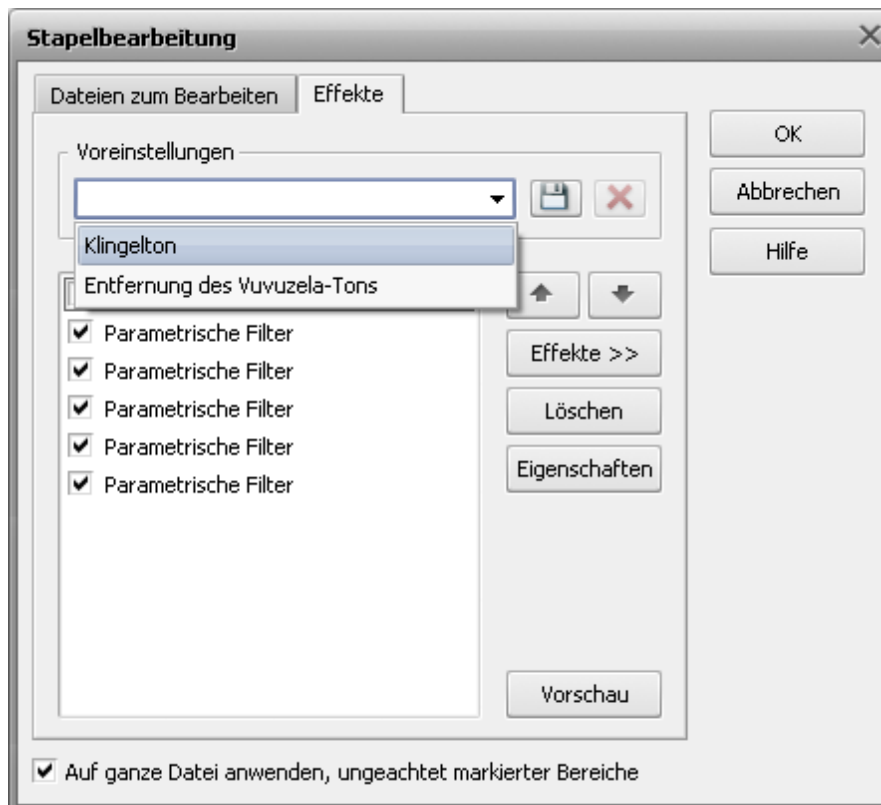 Stapelbearbeitung
Dateien zum Bearbeiten
Effekte
Voreinstellungen
Klingelton
Entfernung des Vuvuzela-Tons
Parametrische Filter
Parametrische Filter
Parametrische Filter
Parametrische Filter
Parametrische Filter
Effekte >>
Löschen
Eigenschaften
Vorschau
OK
Abbrechen
Hilfe
Auf ganze Datei anwenden, ungeachtet markierter Bereiche